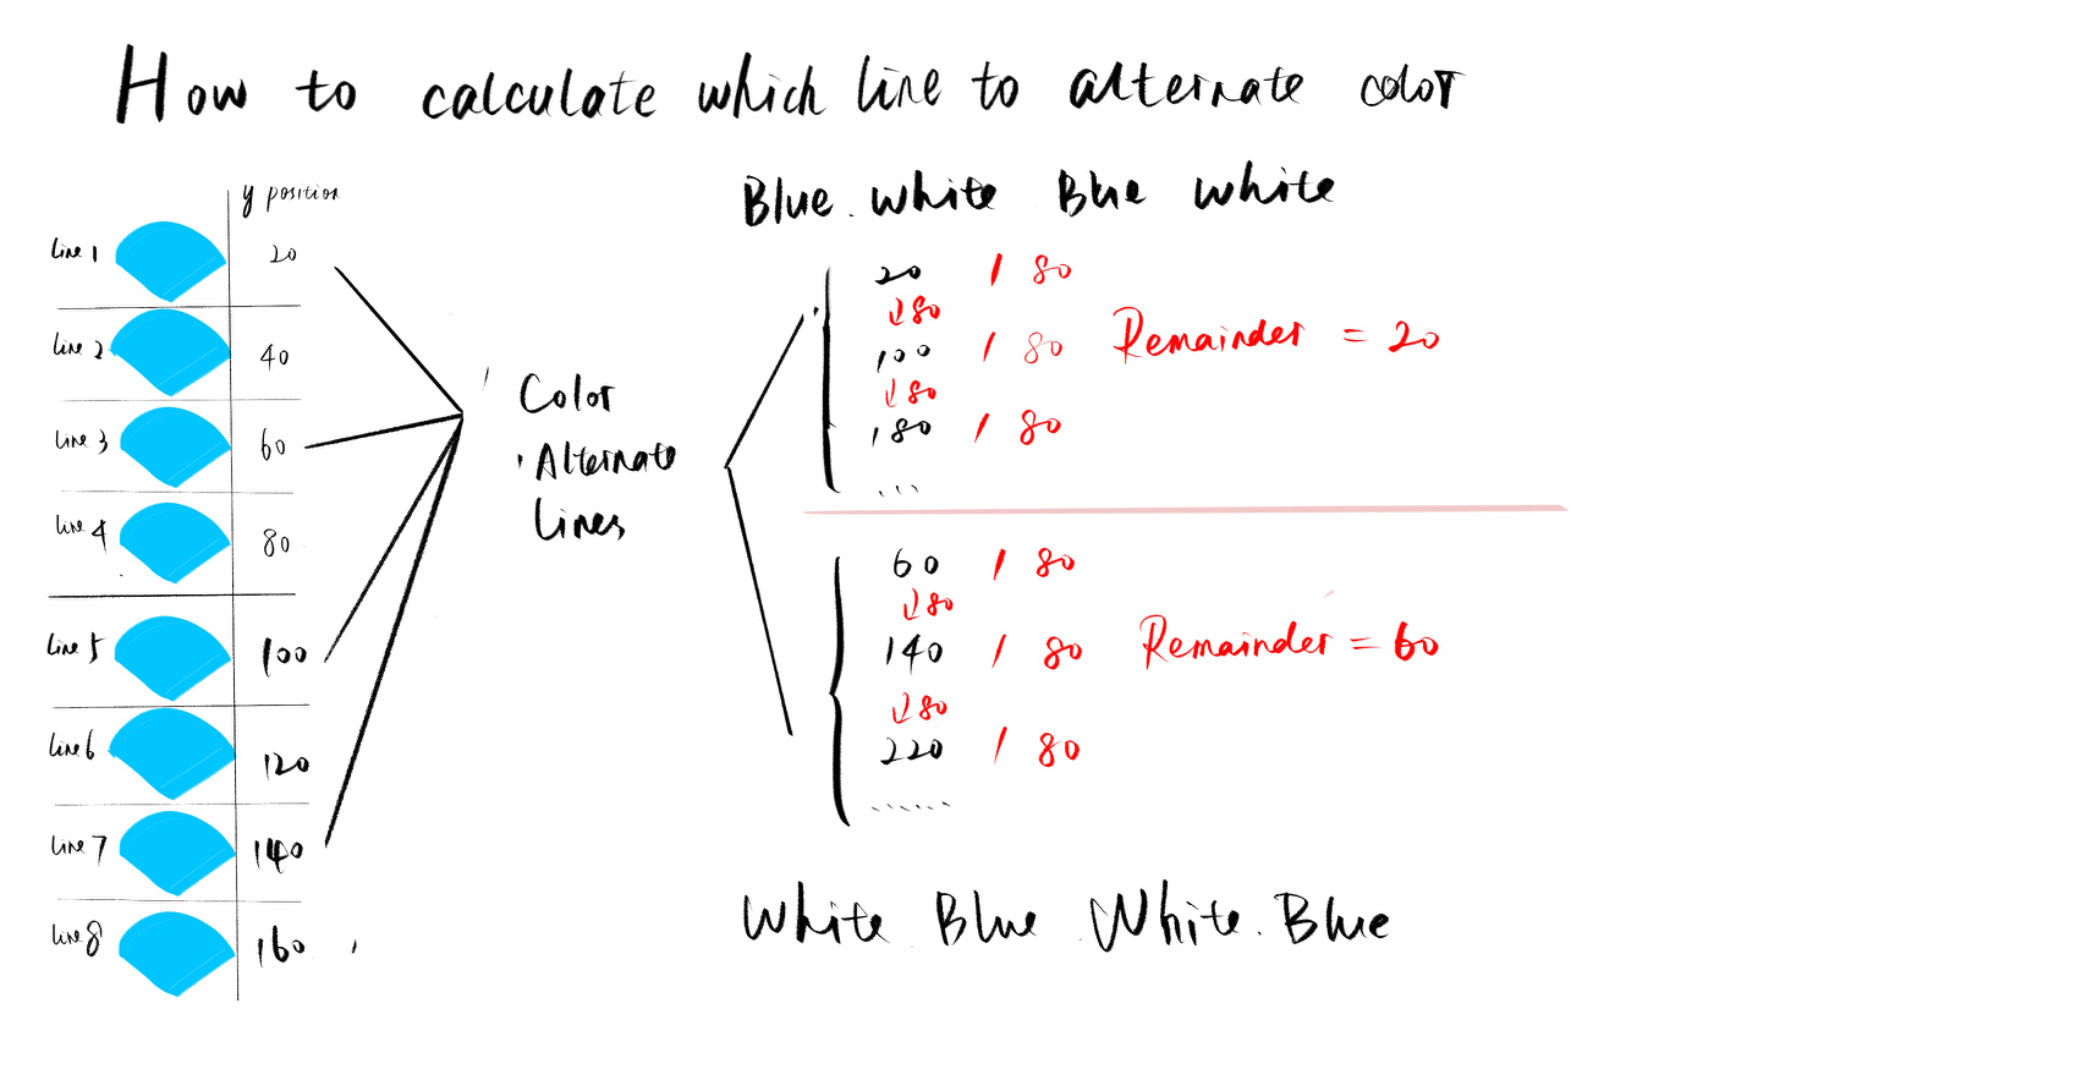 How to calculate which line to alternate color
y position
line 1 20
line 2 40
line 3 60
line 4 80
line 5 100
line 6 120
line 7 140
line 8 160
Color
Alternate
Lines
Blue. white Blue white
20 / 80
↓80
100 / 80 Remainder = 20
↓80
180 / 80
...
60 / 80
↓80
140 / 80 Remainder = 60
↓80
220 / 80
......
White Blue White. Blue